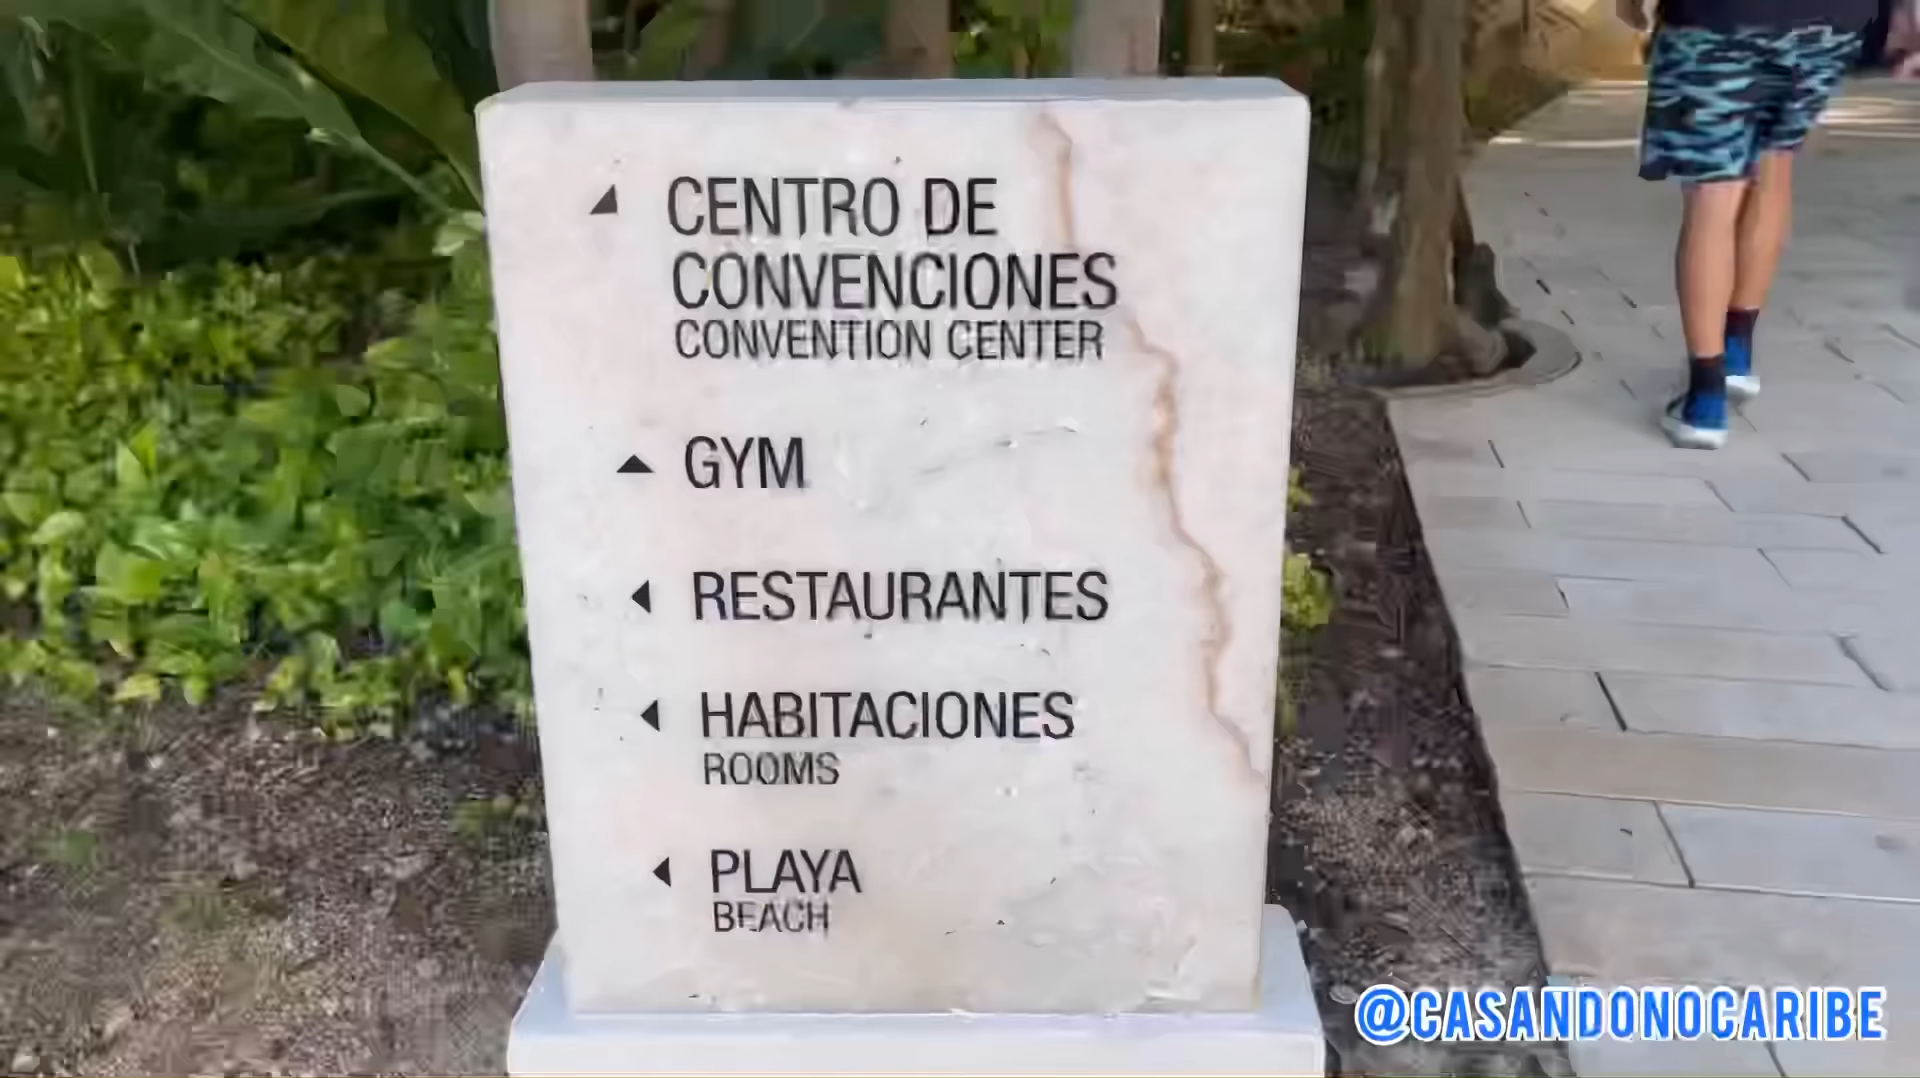 CENTRO DE
CONVENCIONES
CONVENTION CENTER
GYM
RESTAURANTES
HABITACIONES
ROOMS
PLAYA
BEACH
@CASANDONOCARIBE